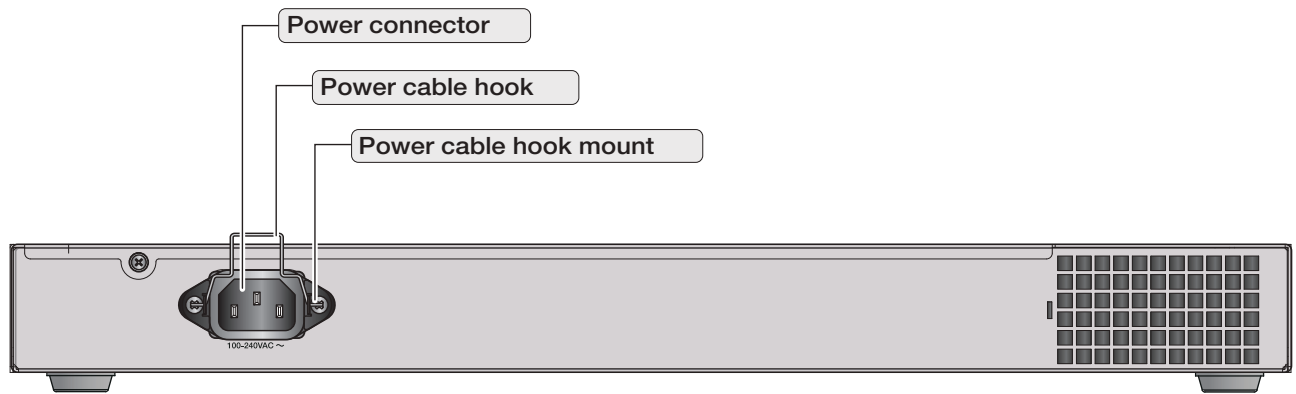 Power connector
Power cable hook
Power cable hook mount
100-240VAC ～